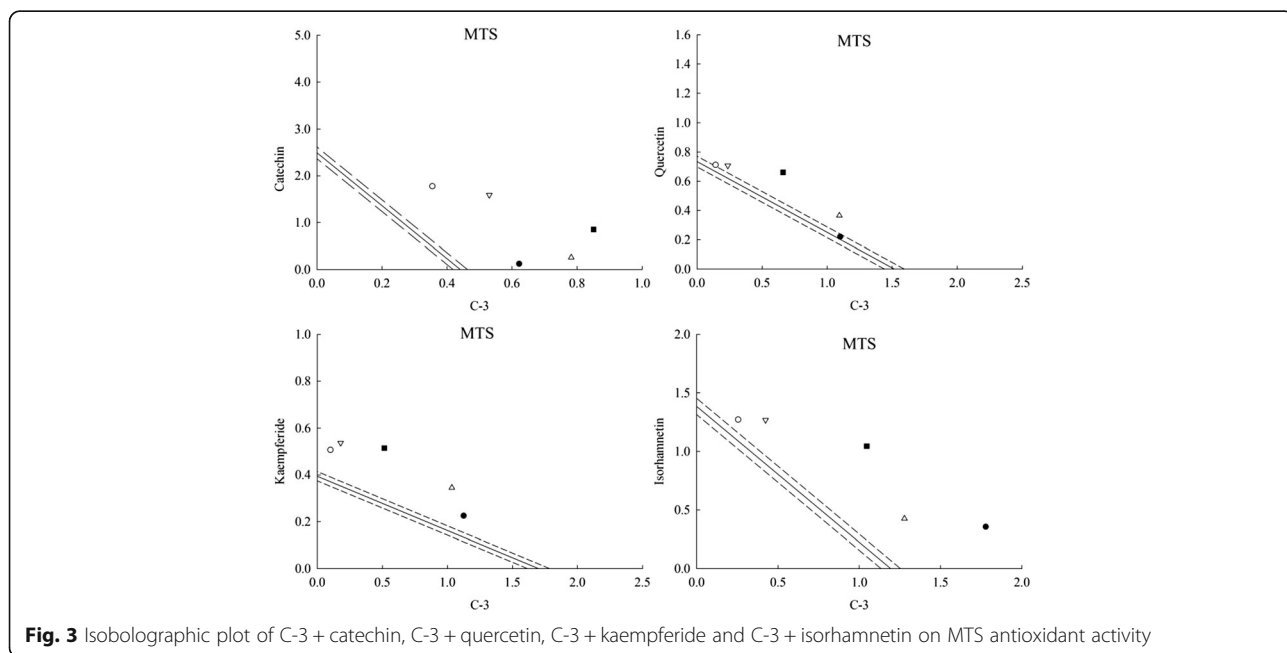 MTS
5.0
4.0
3.0
2.0
1.0
0.0
Catechin
0.0 0.2 0.4 0.6 0.8 1.0
C-3
MTS
1.6
1.4
1.2
1.0
0.8
0.6
0.4
0.2
0.0
Quercetin
0.0 0.5 1.0 1.5 2.0 2.5
C-3
MTS
1.0
0.8
0.6
0.4
0.2
0.0
Kaempferide
0.0 0.5 1.0 1.5 2.0 2.5
C-3
MTS
2.0
1.5
1.0
0.5
0.0
Isorhamnetin
0.0 0.5 1.0 1.5 2.0
C-3
Fig. 3 Isobolographic plot of C-3 + catechin, C-3 + quercetin, C-3 + kaempferide and C-3 + isorhamnetin on MTS antioxidant activity